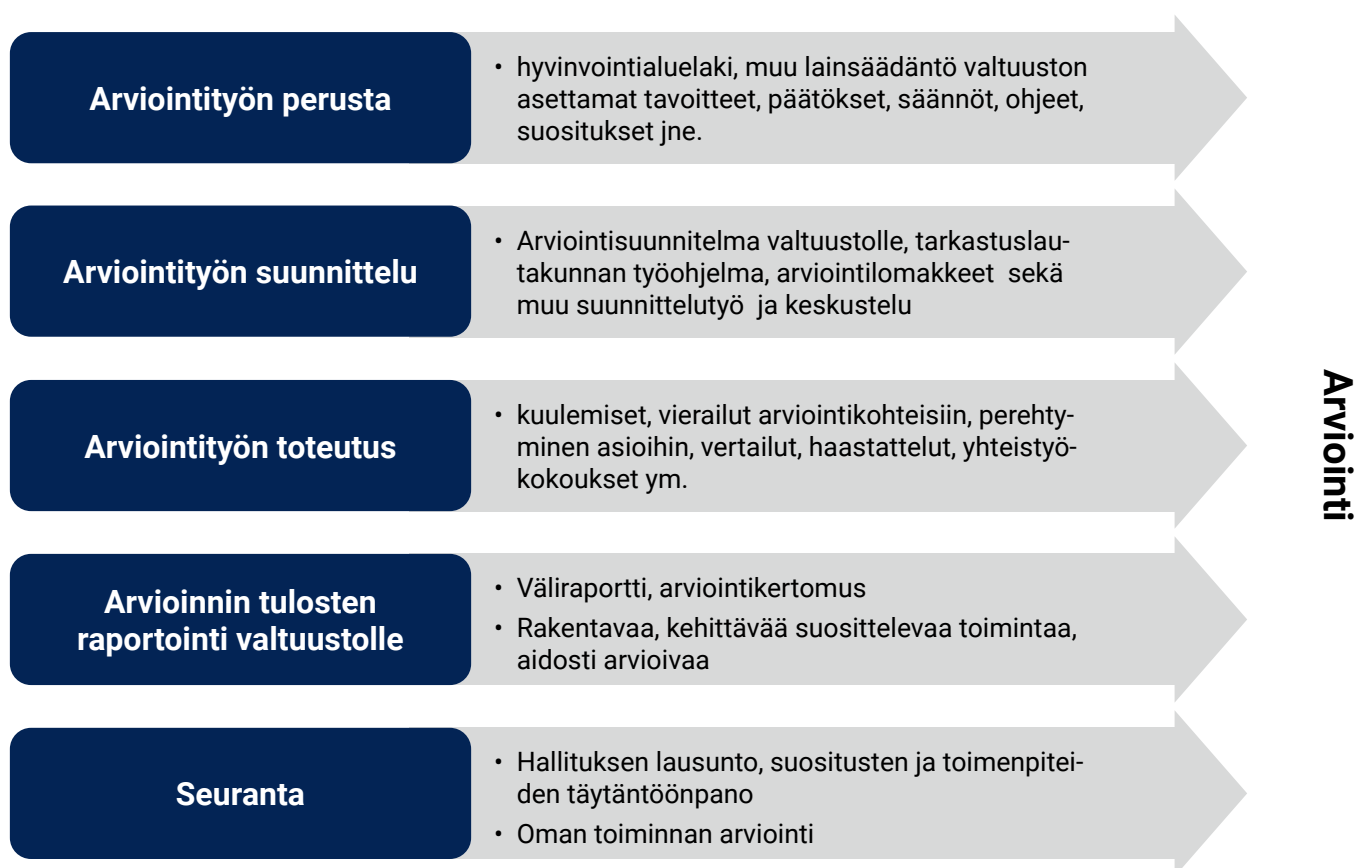 Arviointityön perusta
• hyvinvointialuelaki, muu lainsäädäntö valtuuston
asettamat tavoitteet, päätökset, säännöt, ohjeet,
suositukset jne.
Arviointityön suunnittelu
• Arviointisuunnitelma valtuustolle, tarkastuslau-
takunnan työohjelma, arviointilomakkeet sekä
muu suunnittelutyö ja keskustelu
Arviointityön toteutus
• kuulemiset, vierailut arviointikohteisiin, perehty-
minen asioihin, vertailut, haastattelut, yhteistyö-
kokoukset ym.
Arvioinnin tulosten
raportointi valtuustolle
• Väliraportti, arviointikertomus
• Rakentavaa, kehittävää suosittelevaa toimintaa,
aidosti arvioivaa
Seuranta
• Hallituksen lausunto, suositusten ja toimenpitei-
den täytäntöönpano
• Oman toiminnan arviointi
Arviointi